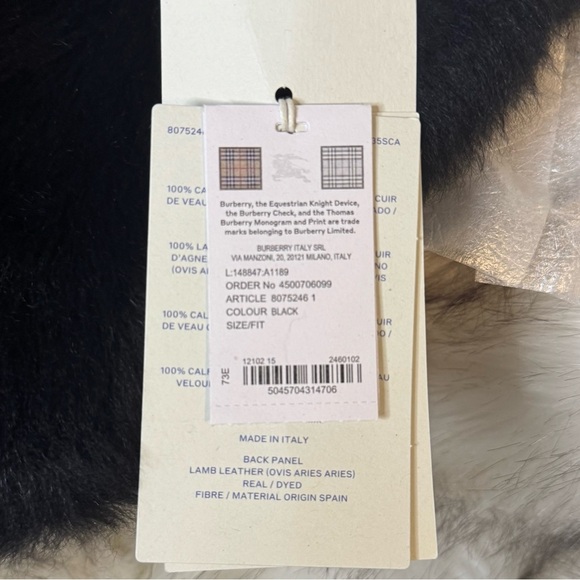 807524
05SCA
100% CAL
DE VEAU
CUIR
ADO /
100% LA
D'AGNE
(OVIS AR
UIR
NO
IS
100% CAL
DE VEAU
UIR
O /
100% CALF
VELOU
AU
Burberry, the Equestrian Knight Device,
the Burberry Check, and the Thomas
Burberry Monogram and Print are trade
marks belonging to Burberry Limited.
BURBERRY ITALY SRL
VIA MANZONI, 20, 20121 MILANO, ITALY
L:148847:A1189
ORDER No 4500706099
ARTICLE 8075246 1
COLOUR BLACK
SIZE/FIT
73E
12102 15 2460102
5045704314706
MADE IN ITALY
BACK PANEL
LAMB LEATHER (OVIS ARIES ARIES)
REAL / DYED
FIBRE / MATERIAL ORIGIN SPAIN